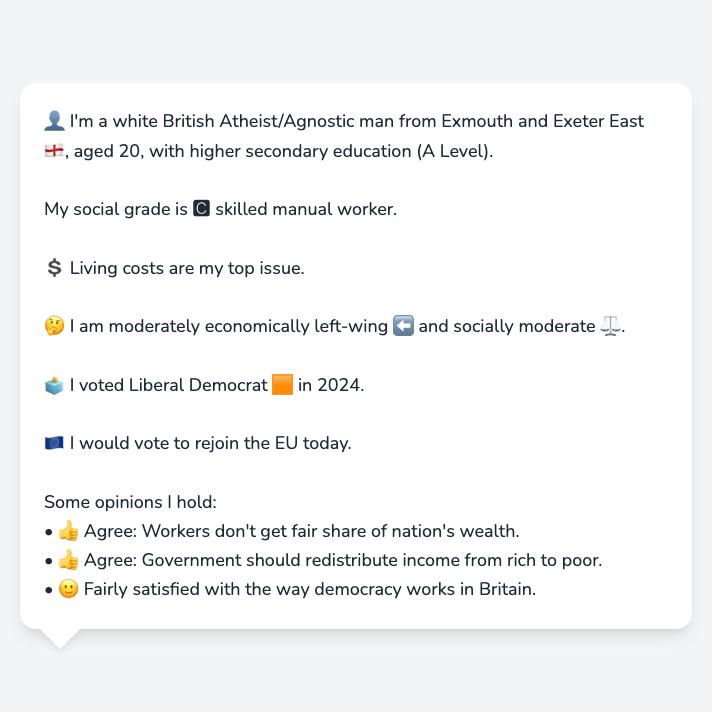 👤 I'm a white British Atheist/Agnostic man from Exmouth and Exeter East
🏴󠁧󠁢󠁥󠁮󠁧󠁿, aged 20, with higher secondary education (A Level).
My social grade is 🅲 skilled manual worker.
💲 Living costs are my top issue.
🤔 I am moderately economically left-wing ⬅️ and socially moderate ⚖️.
🗳️ I voted Liberal Democrat 🟧 in 2024.
🇪🇺 I would vote to rejoin the EU today.
Some opinions I hold:
• 👍 Agree: Workers don't get fair share of nation's wealth.
• 👍 Agree: Government should redistribute income from rich to poor.
• 🙂 Fairly satisfied with the way democracy works in Britain.